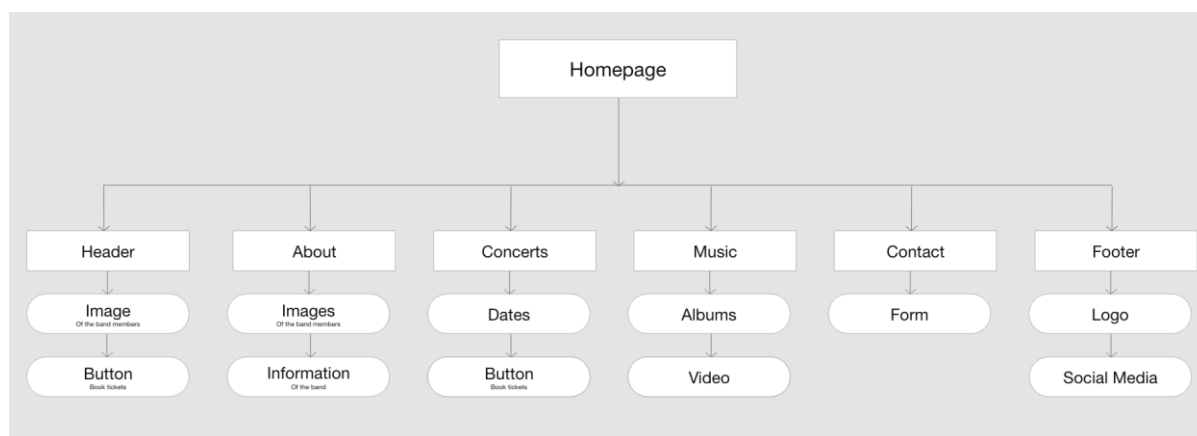 Homepage
Header
About
Concerts
Music
Contact
Footer
Image
Of the band members
Images
Of the band members
Dates
Albums
Form
Logo
Button
Book tickets
Information
Of the band
Button
Book tickets
Video
Social Media